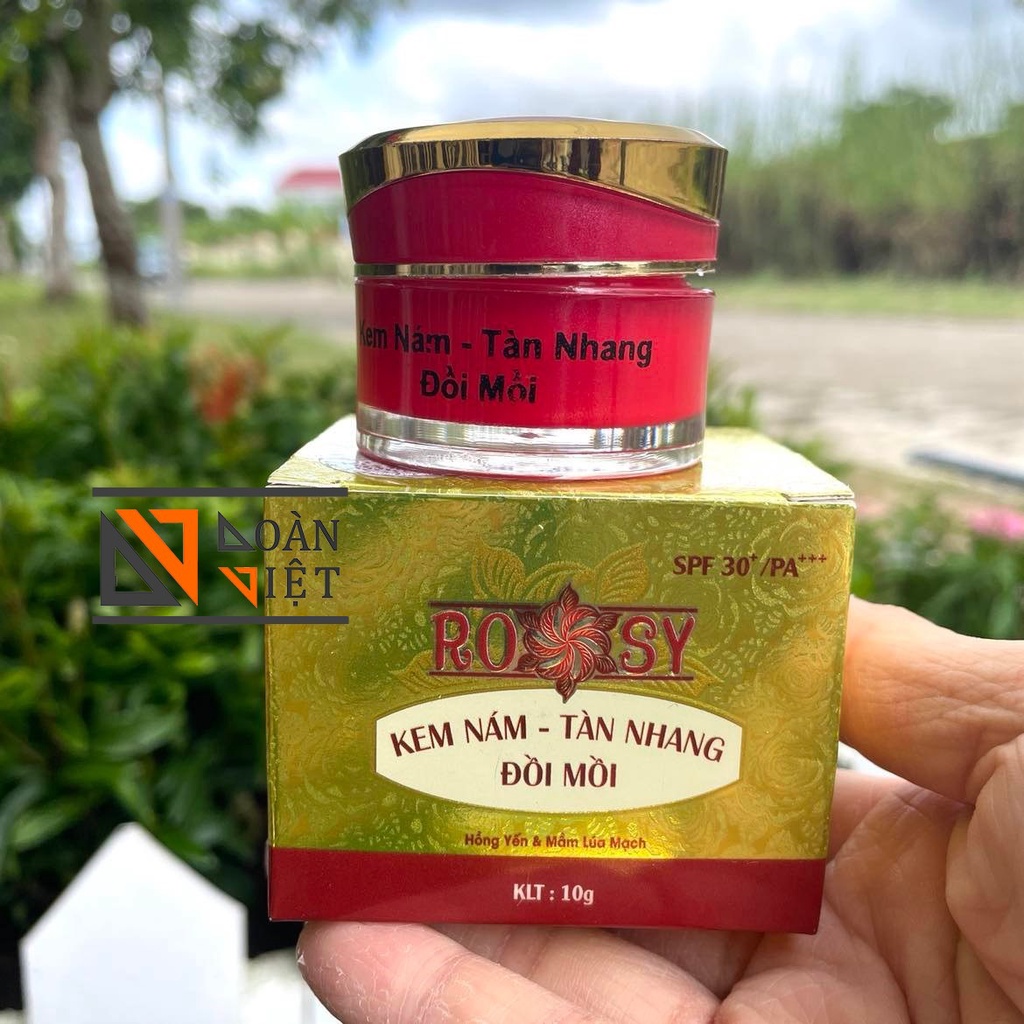 Kem Nám - Tàn Nhang
Đồi Mồi
ĐOÀN
VIỆT
SPF 30+/PA+++
ROSY
KEM NÁM - TÀN NHANG
ĐỒI MỒI
Hồng Yến & Mầm Lúa Mạch
KLT : 10g